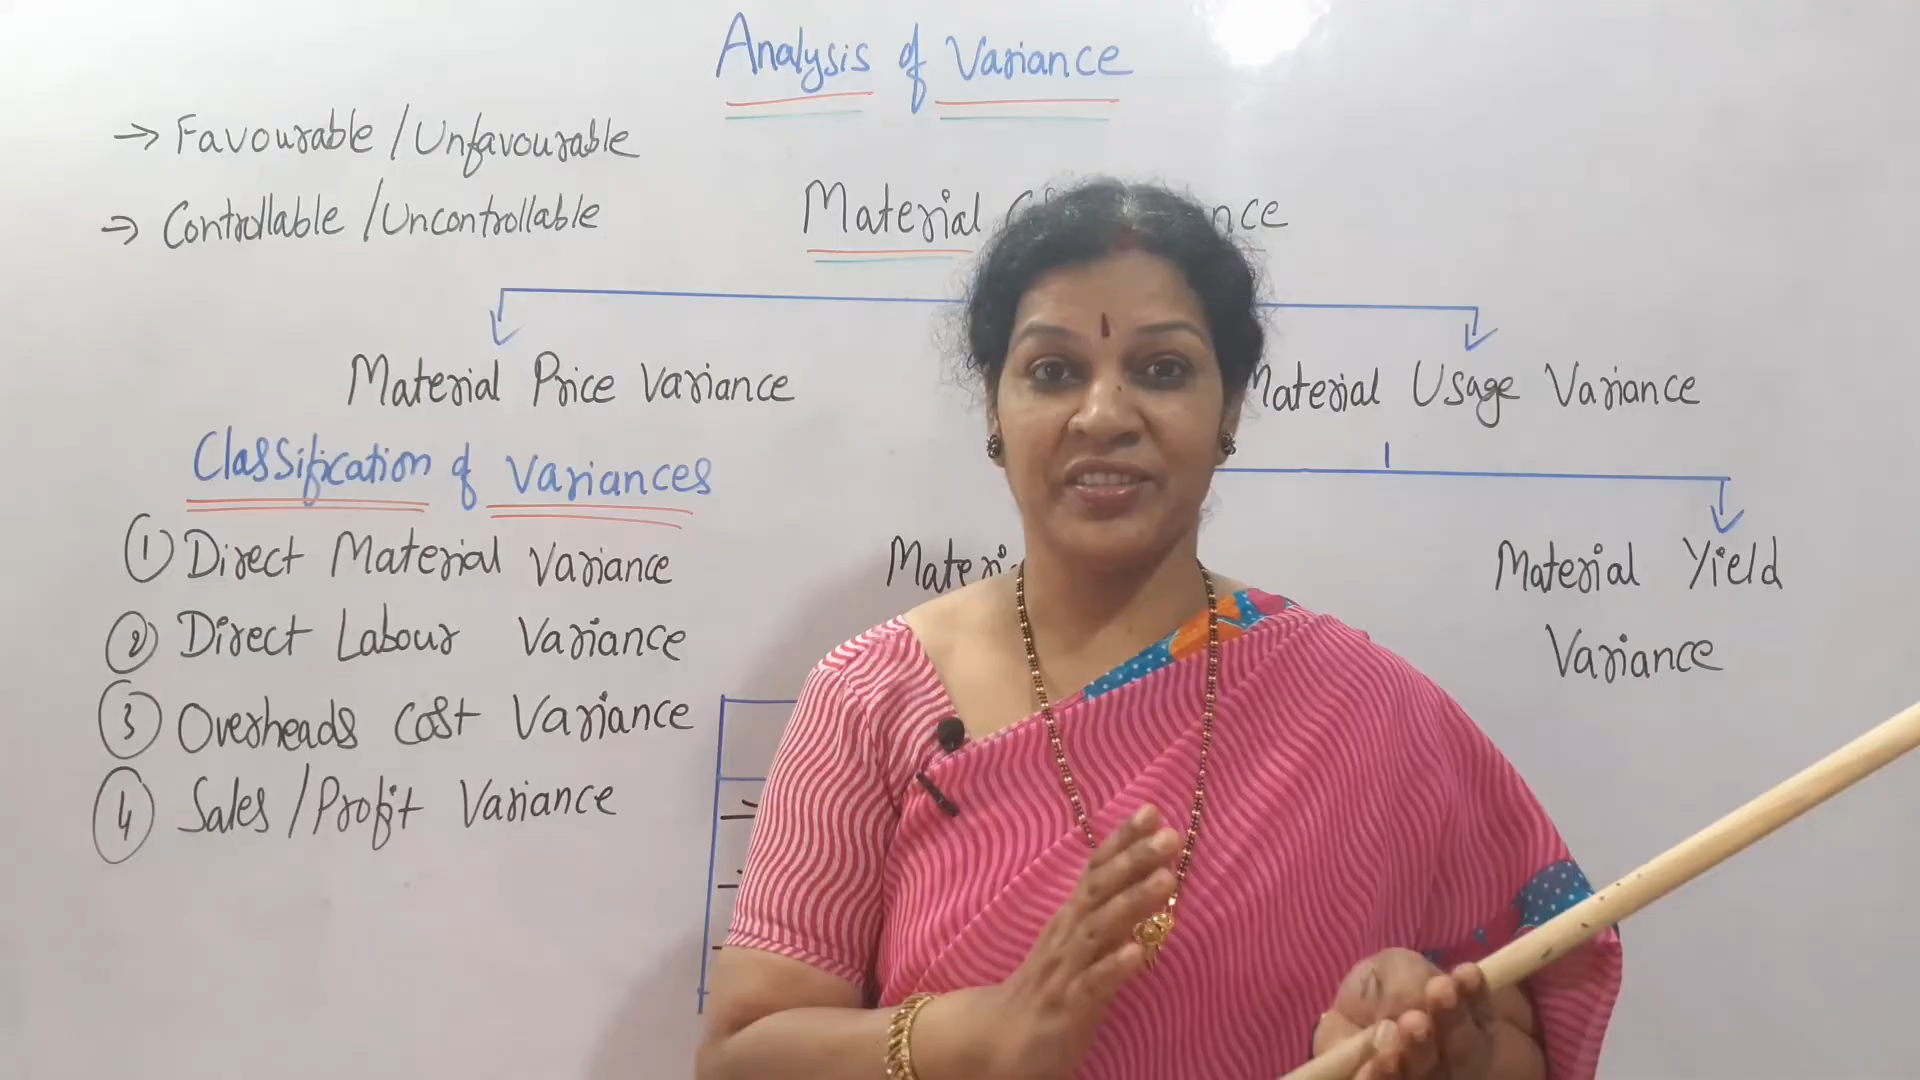 Analysis of Variance
→ Favourable / Unfavourable
→ Controllable / Uncontrollable
Material
Material Price Variance
Material Usage Variance
Classification of Variances
① Direct Material Variance
② Direct Labour Variance
③ Overheads Cost Variance
④ Sales / Profit Variance
Material Yield
Variance